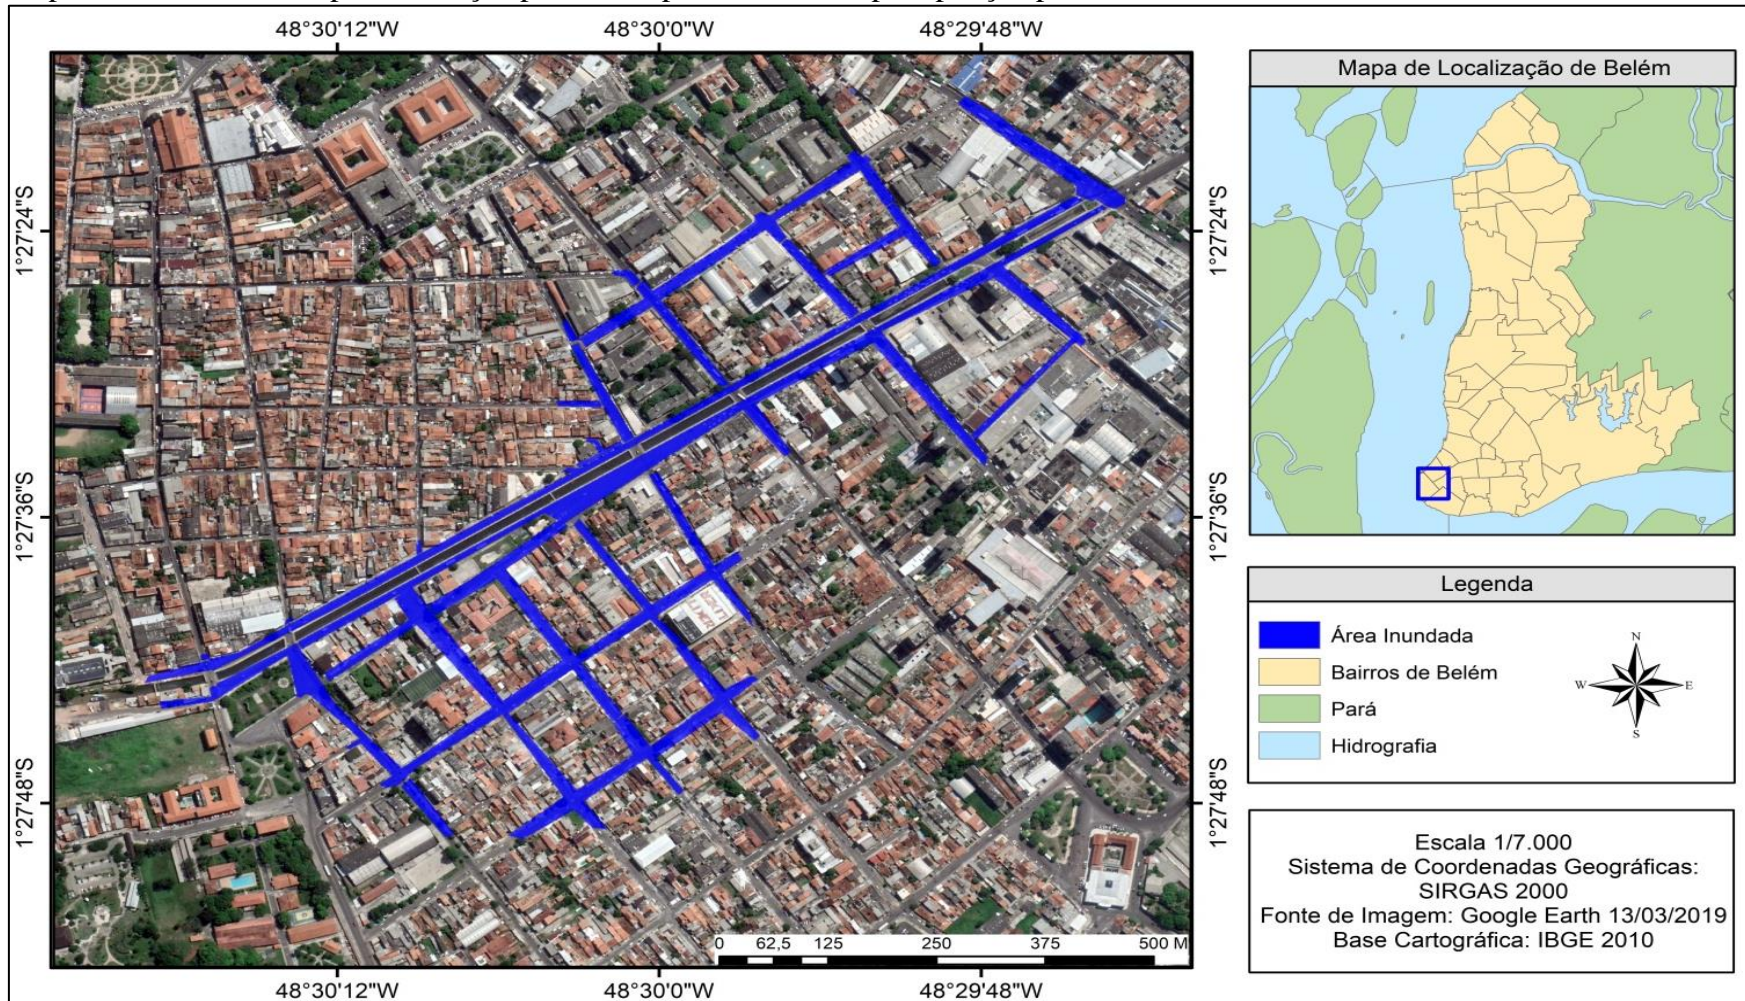 48°30'12"W 48°30'0"W 48°29'48"W
1°27'24"S
1°27'36"S
1°27'48"S
1°27'24"S
1°27'36"S
1°27'48"S
0 62,5 125 250 375 500 M
48°30'12"W 48°30'0"W 48°29'48"W
Mapa de Localização de Belém
Legenda
Área Inundada
Bairros de Belém
Pará
Hidrografia
N
W E
S
Escala 1/7.000
Sistema de Coordenadas Geográficas:
SIRGAS 2000
Fonte de Imagem: Google Earth 13/03/2019
Base Cartográfica: IBGE 2010